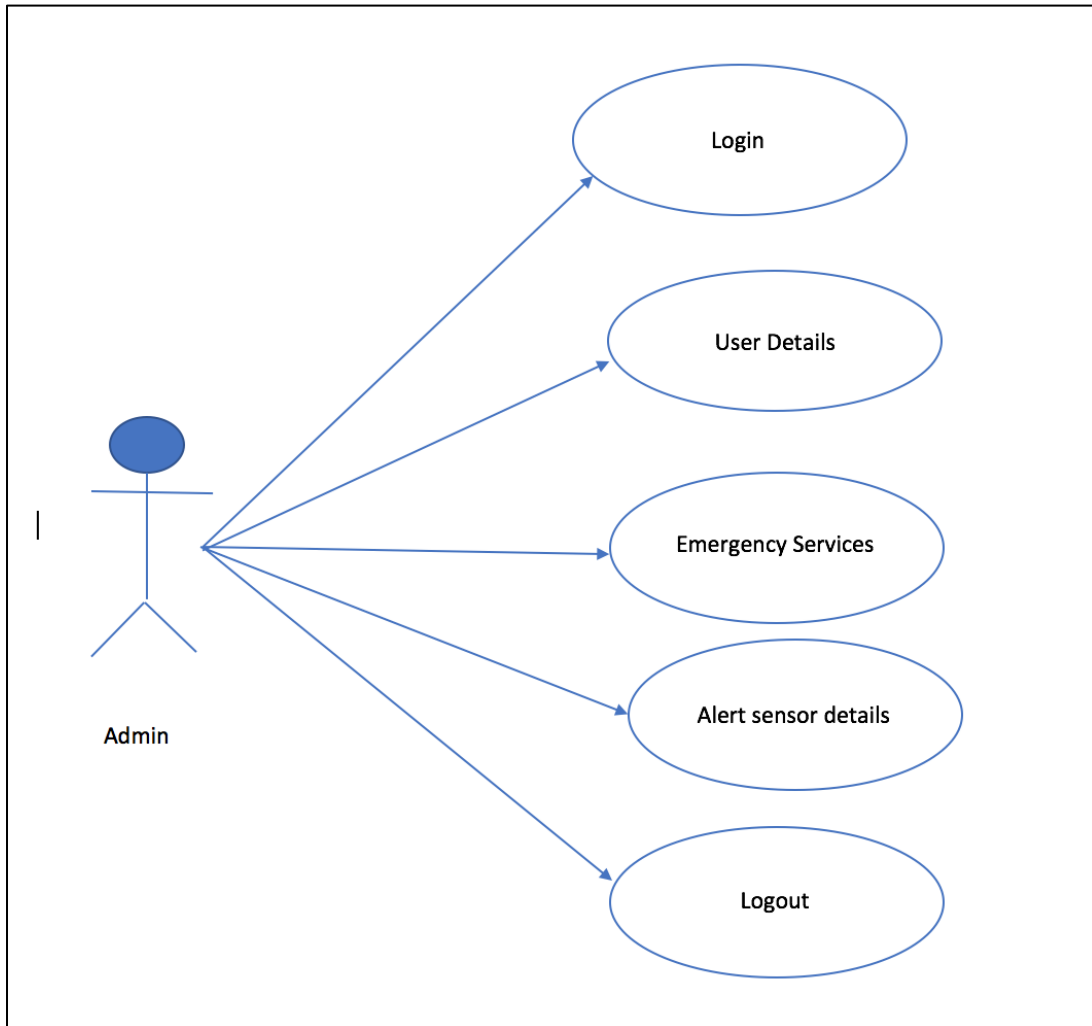 Login
User Details
Emergency Services
Alert sensor details
Admin
Logout